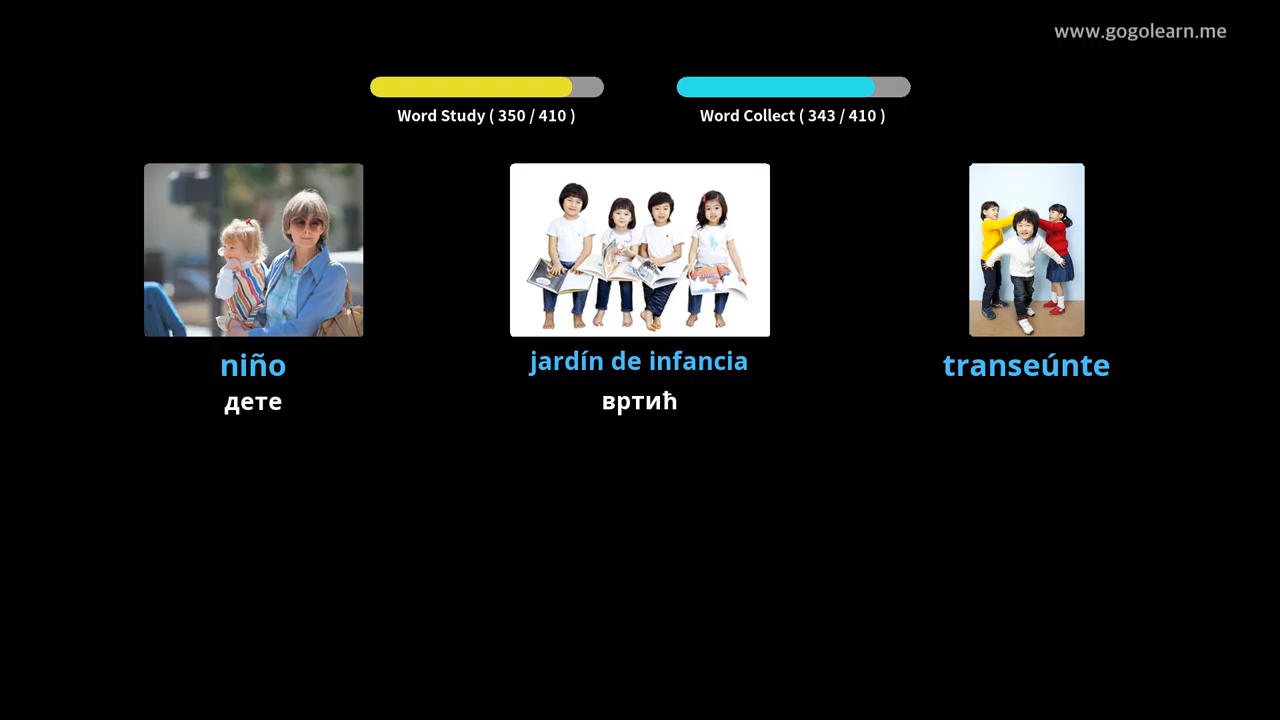 www.gogolearn.me
Word Study ( 350 / 410 )
Word Collect ( 343 / 410 )
niño
дете
jardín de infancia
вртић
transeúnte